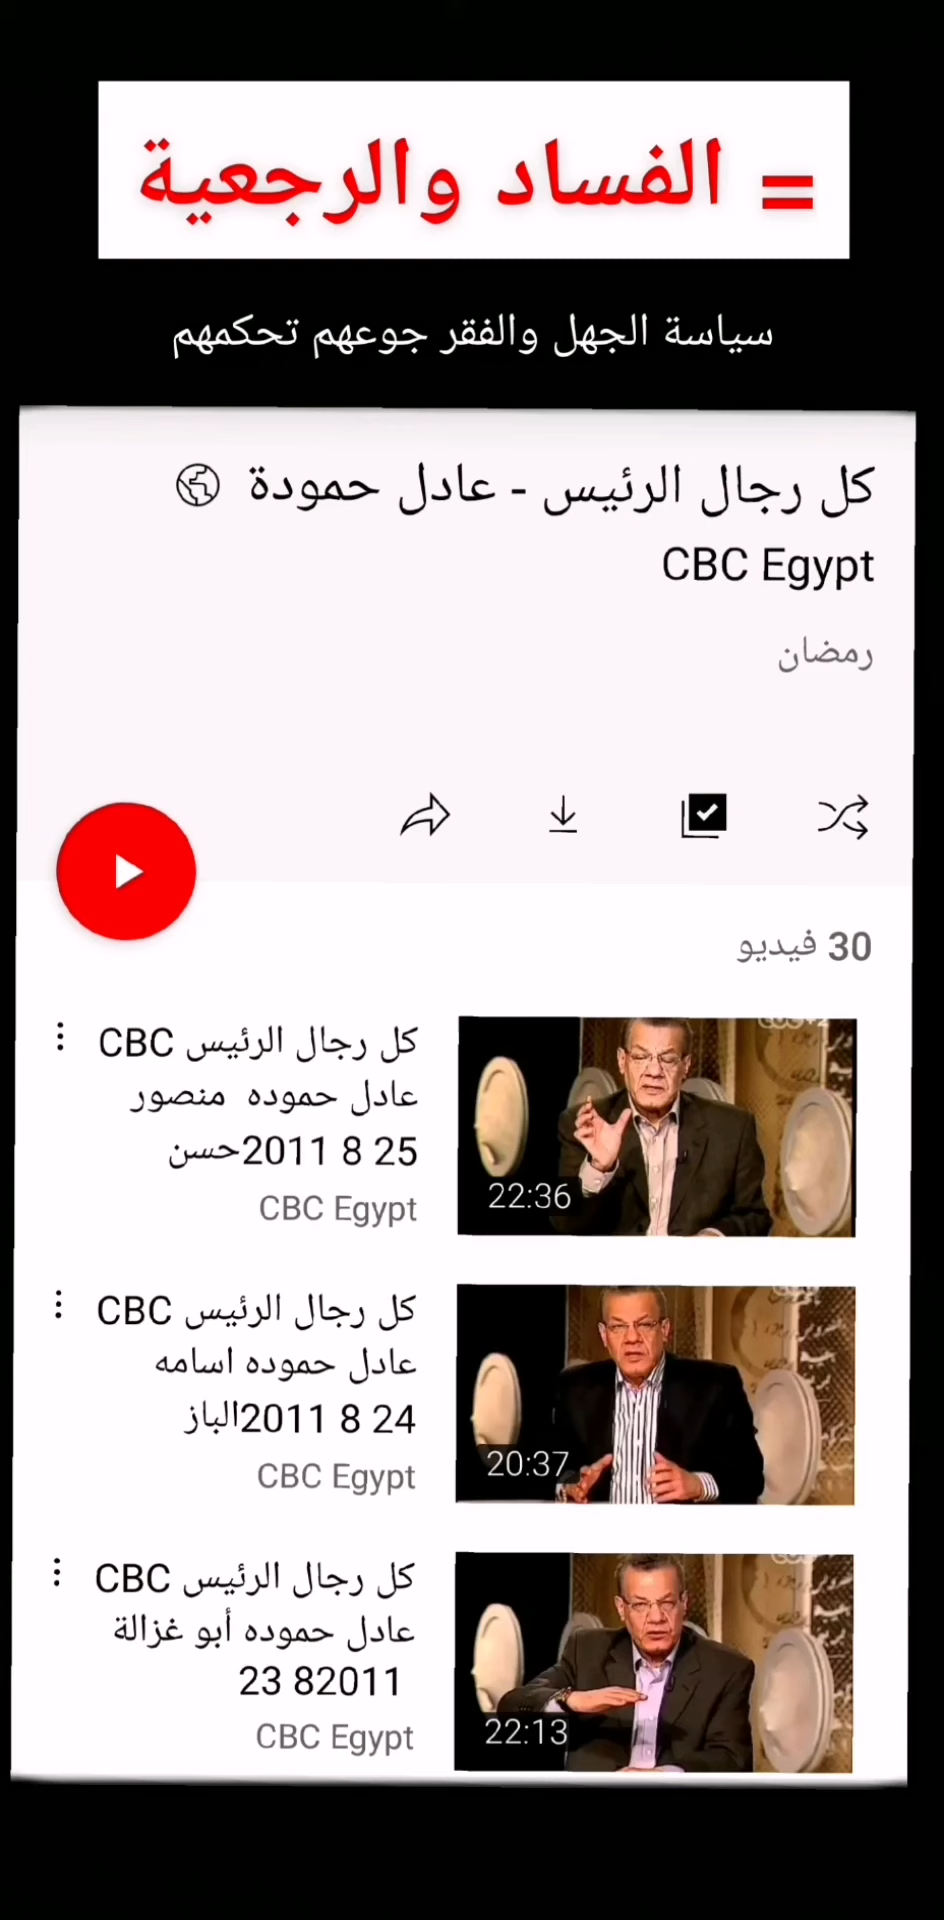 = الفساد والرجعية
سياسة الجهل والفقر جوعهم تحكمهم
كل رجال الرئيس - عادل حمودة
CBC Egypt
رمضان
30 فيديو
كل رجال الرئيس CBC
عادل حموده منصور
حسن2011 8 25
CBC Egypt
22:36
كل رجال الرئيس CBC
عادل حموده اسامه
الباز2011 8 24
CBC Egypt
20:37
كل رجال الرئيس CBC
عادل حموده أبو غزالة
23 82011
CBC Egypt
22:13